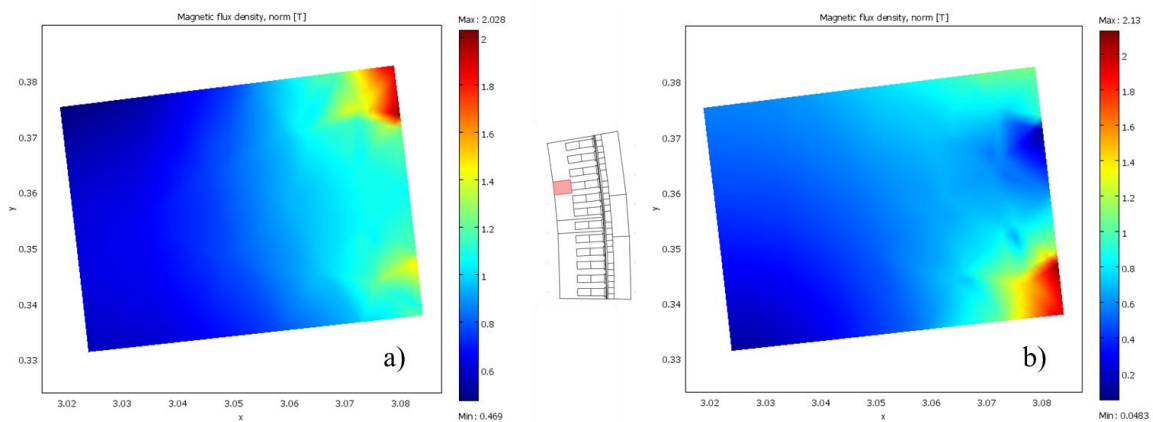 Magnetic flux density, norm [T]
Max: 2.028
0.38
0.37
0.36
0.35
0.34
0.33
y
3.02 3.03 3.04 3.05 3.06 3.07 3.08
x
2
1.8
1.6
1.4
1.2
1
0.8
0.6
Min: 0.469
a)
Magnetic flux density, norm [T]
Max: 2.13
0.38
0.37
0.36
0.35
0.34
0.33
y
3.02 3.03 3.04 3.05 3.06 3.07 3.08
x
2
1.8
1.6
1.4
1.2
1
0.8
0.6
0.4
0.2
Min: 0.0483
b)